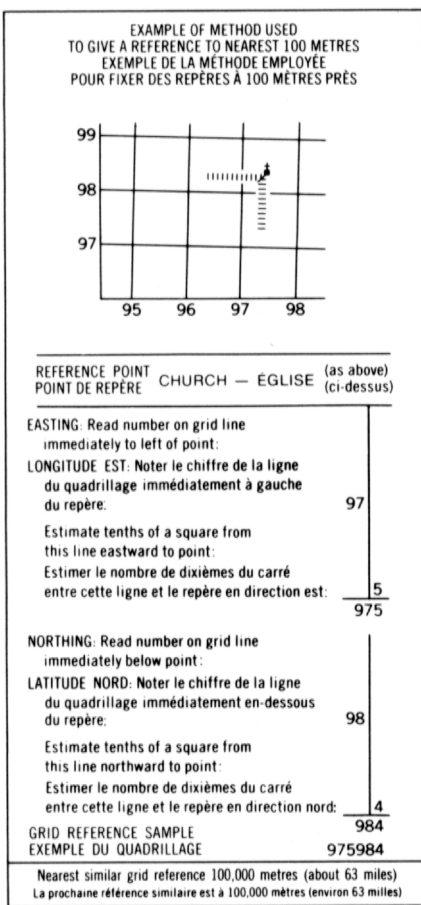 EXAMPLE OF METHOD USED
TO GIVE A REFERENCE TO NEAREST 100 METRES
EXEMPLE DE LA MÉTHODE EMPLOYÉE
POUR FIXER DES REPÈRES À 100 MÈTRES PRÈS
99
98
97
95 96 97 98
REFERENCE POINT
POINT DE REPÈRE
CHURCH — ÉGLISE
(as above)
(ci-dessus)
EASTING: Read number on grid line
immediately to left of point:
LONGITUDE EST: Noter le chiffre de la ligne
du quadrillage immédiatement à gauche
du repère: 97
Estimate tenths of a square from
this line eastward to point:
Estimer le nombre de dixièmes du carré
entre cette ligne et le repère en direction est: 5
975
NORTHING: Read number on grid line
immediately below point:
LATITUDE NORD: Noter le chiffre de la ligne
du quadrillage immédiatement en-dessous
du repère; 98
Estimate tenths of a square from
this line northward to point:
Estimer le nombre de dixièmes du carré
entre cette ligne et le repère en direction nord: 4
984
GRID REFERENCE SAMPLE
EXEMPLE DU QUADRILLAGE 975984
Nearest similar grid reference 100,000 metres (about 63 miles)
La prochaine référence similaire est à 100,000 mètres (environ 63 milles)